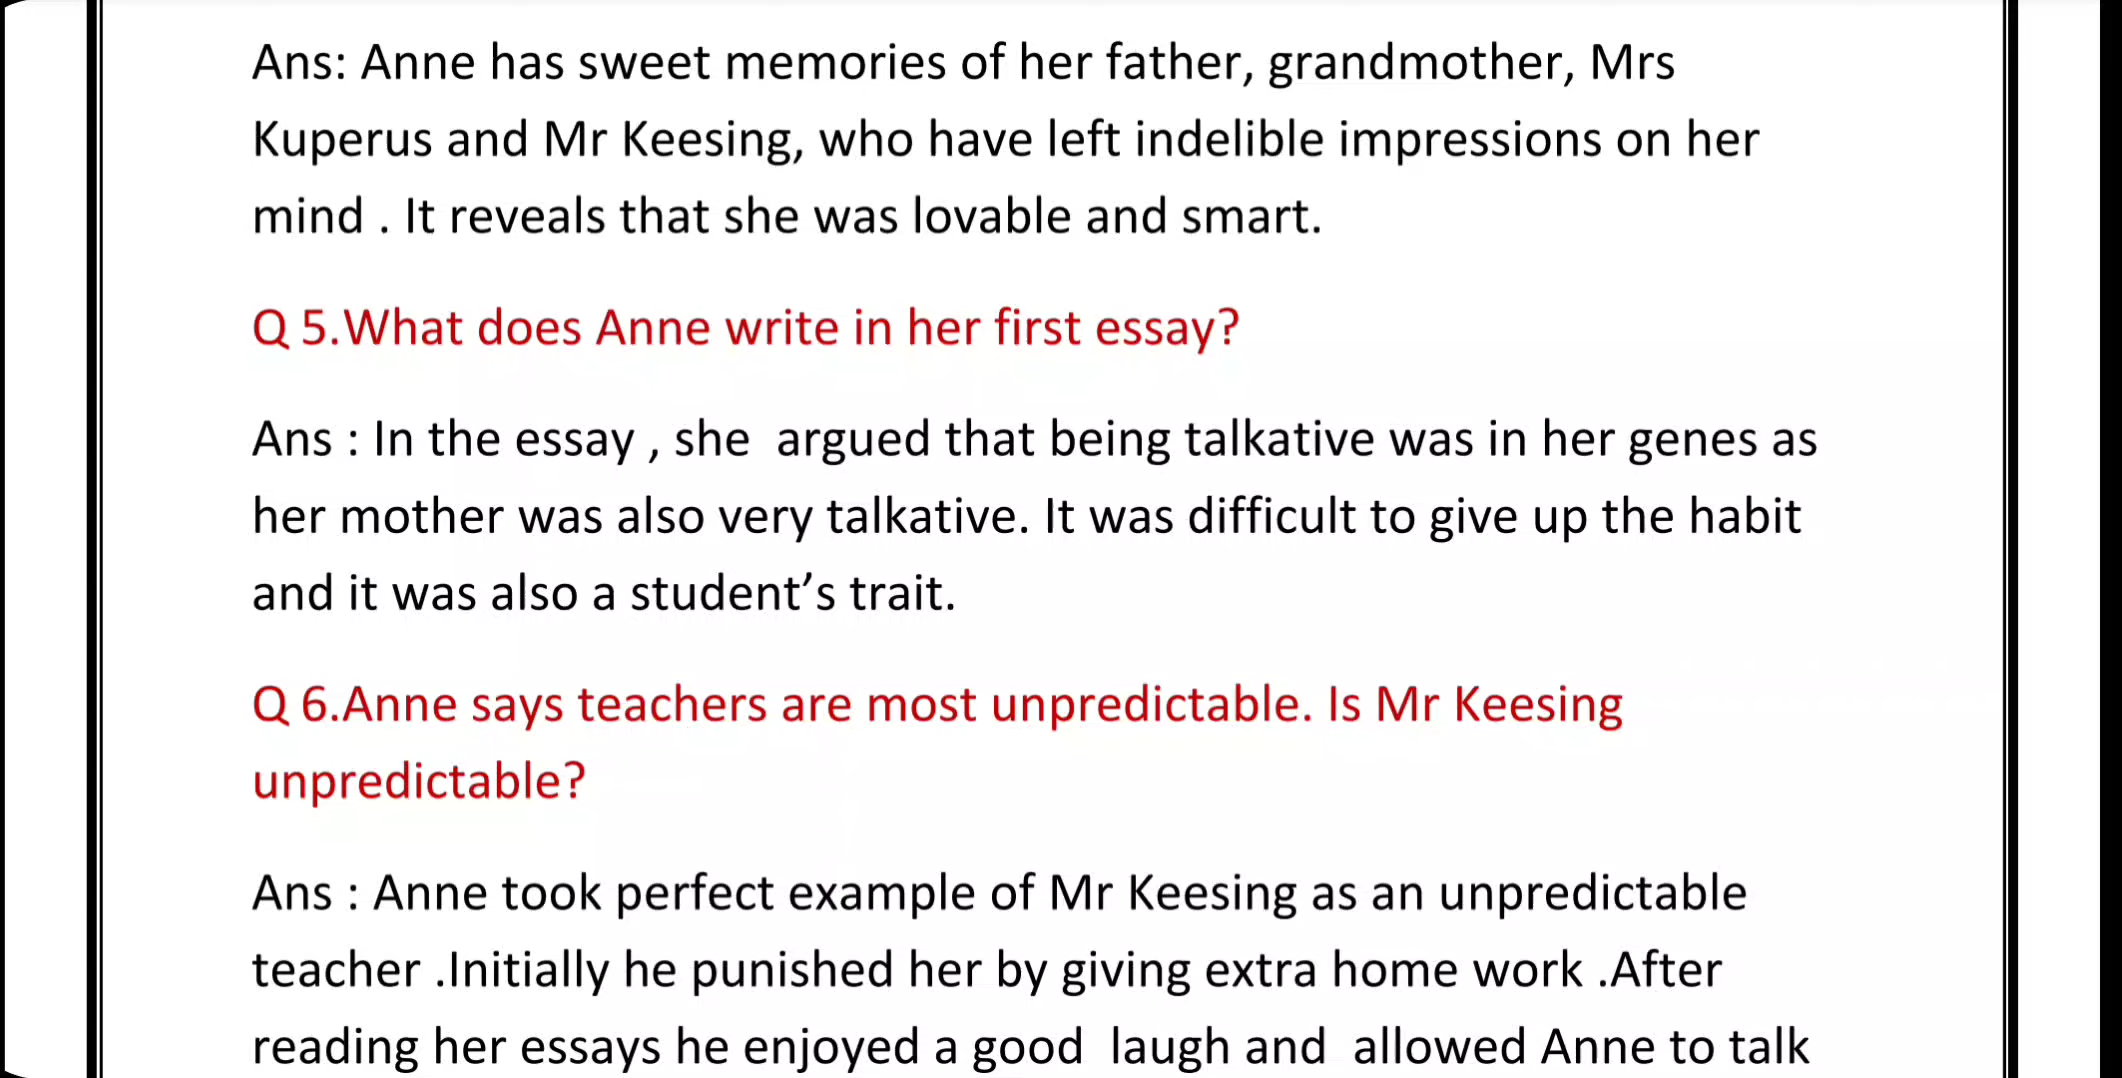 Ans: Anne has sweet memories of her father, grandmother, Mrs
Kuperus and Mr Keesing, who have left indelible impressions on her
mind . It reveals that she was lovable and smart.
Q 5.What does Anne write in her first essay?
Ans : In the essay , she  argued that being talkative was in her genes as
her mother was also very talkative. It was difficult to give up the habit
and it was also a student’s trait.
Q 6.Anne says teachers are most unpredictable. Is Mr Keesing
unpredictable?
Ans : Anne took perfect example of Mr Keesing as an unpredictable
teacher .Initially he punished her by giving extra home work .After
reading her essays he enjoyed a good  laugh and  allowed Anne to talk